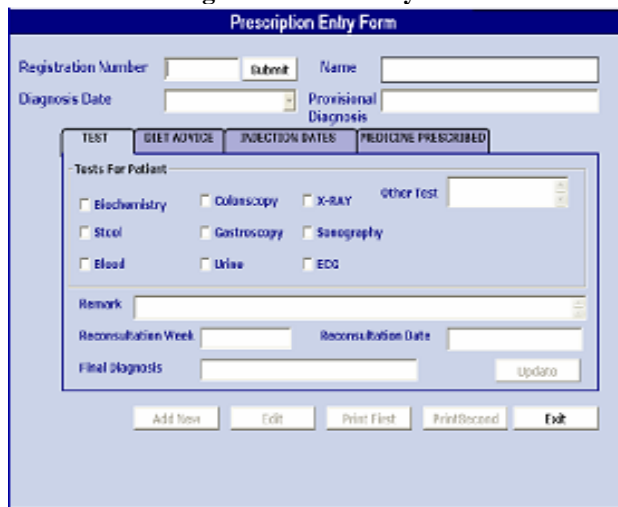 Prescription Entry Form
Registration Number Submit Name
Diagnosis Date Provisional Diagnosis
TEST DIET ADVICE INJECTION DATES MEDICINE PRESCRIBED
Tests For Patient
Biochemistry Colonscopy X-RAY Other Test
Stool Gastroscopy Sonography
Blood Urine ECG
Remark
Reconsultation Week Reconsultation Date
Final Diagnosis Update
Add New Edit Print First PrintSecond Exit